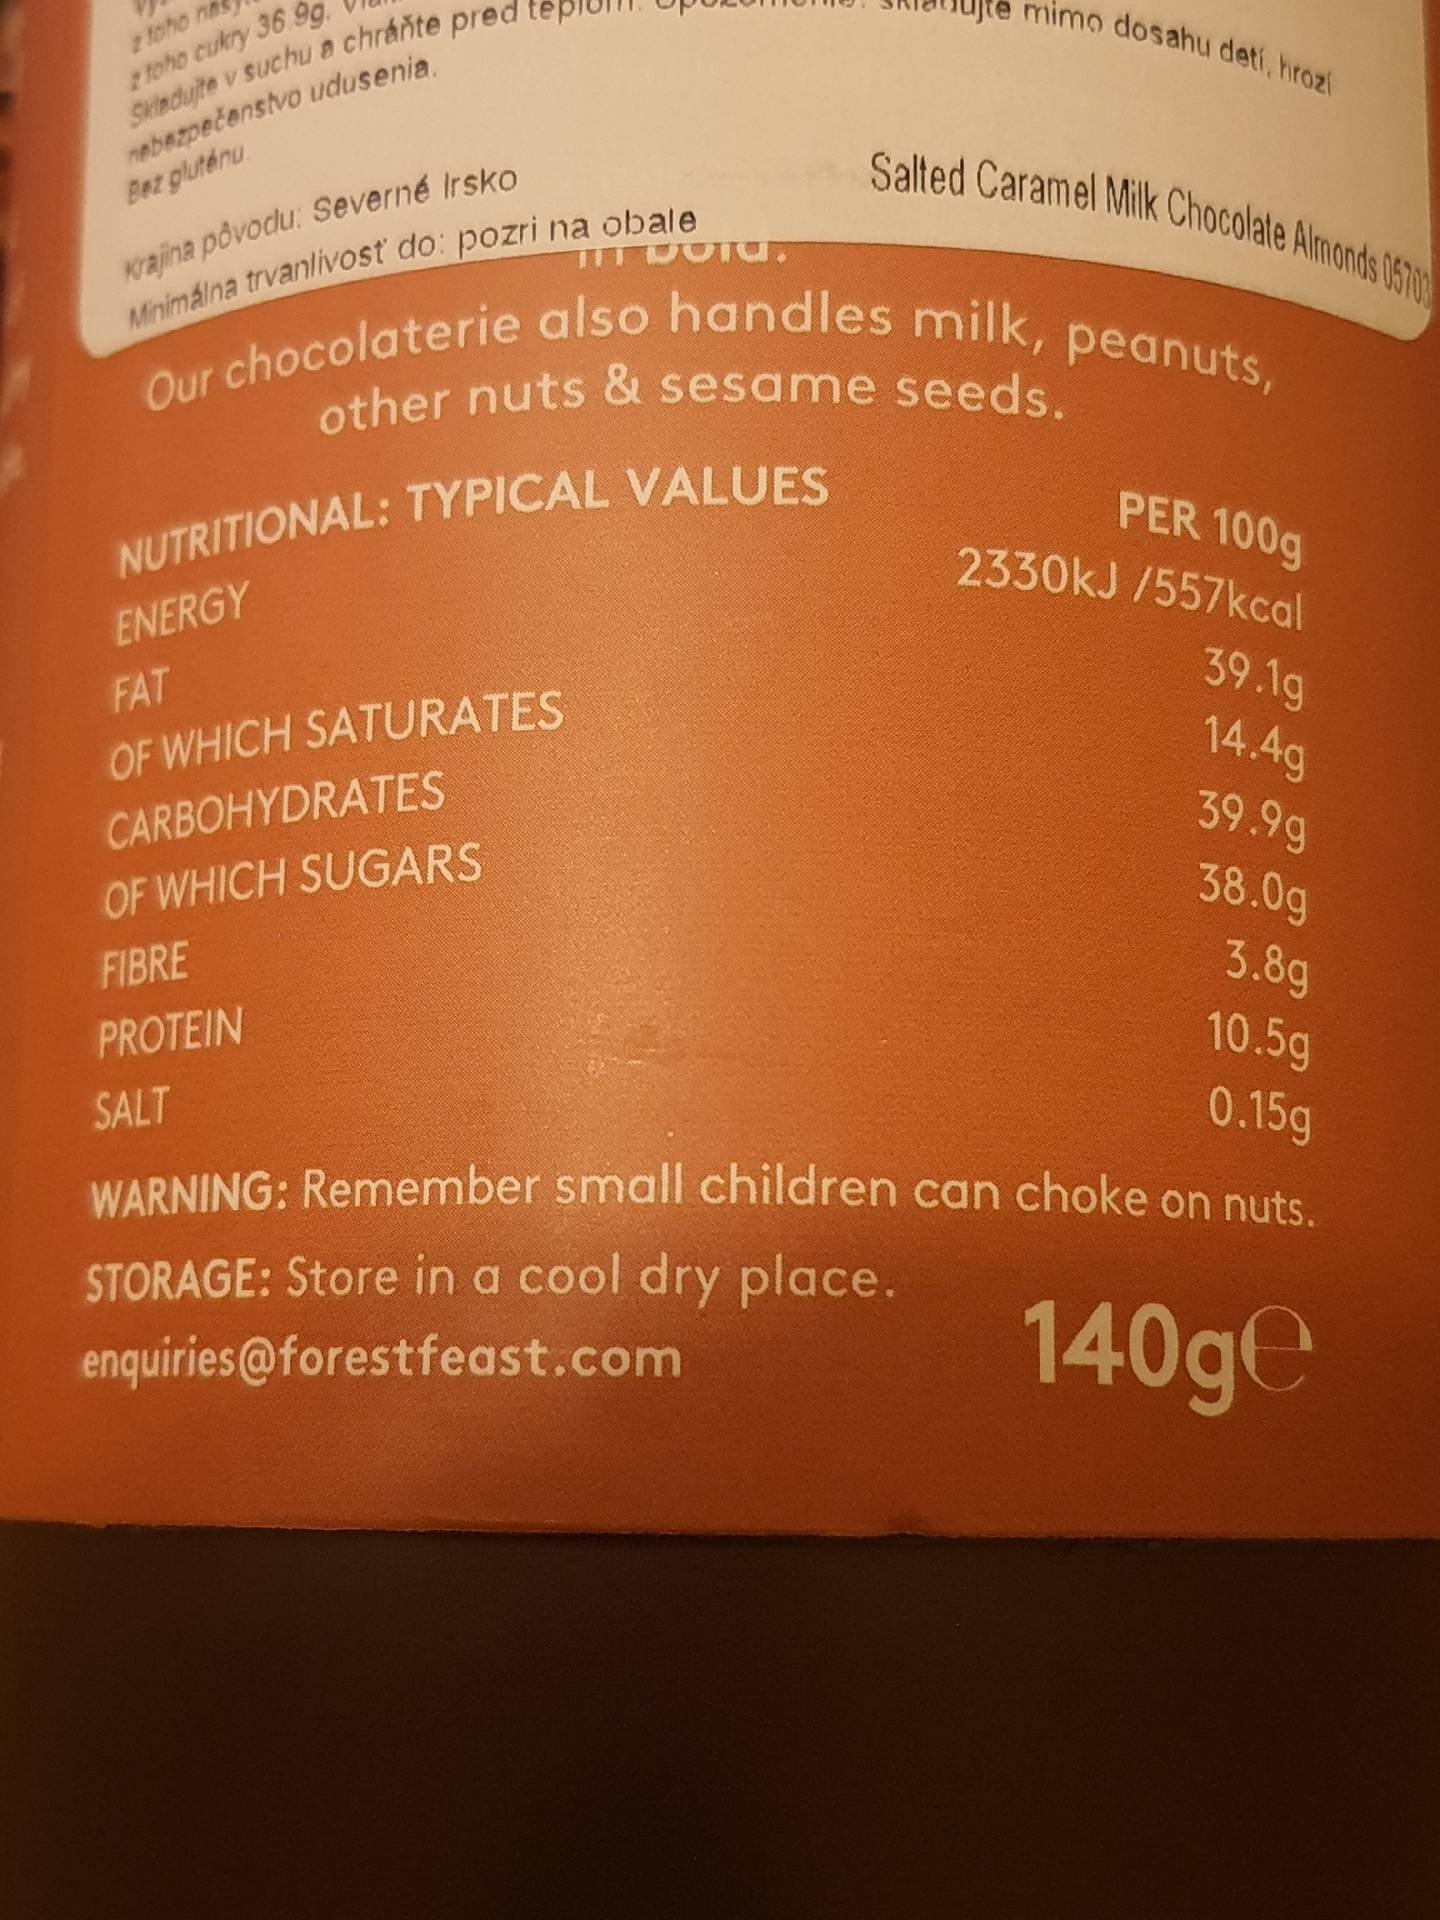 z toho
z toho cukry 36.9g.
Skladujte v suchu a chráňte pred teplom. mimo dosahu detí, hrozí
nebezpečenstvo udusenia.
Bez gluténu.
Krajina pôvodu: Severné Irsko
Minimálna trvanlivosť do: pozri na obale
Salted Caramel Milk Chocolate Almonds 05703
in bold.
Our chocolaterie also handles milk, peanuts,
other nuts & sesame seeds.
NUTRITIONAL: TYPICAL VALUES PER 100g
ENERGY 2330kJ /557kcal
FAT 39.1g
OF WHICH SATURATES 14.4g
CARBOHYDRATES 39.9g
OF WHICH SUGARS 38.0g
FIBRE 3.8g
PROTEIN 10.5g
SALT 0.15g
WARNING: Remember small children can choke on nuts.
STORAGE: Store in a cool dry place.
enquiries@forestfeast.com 140g℮